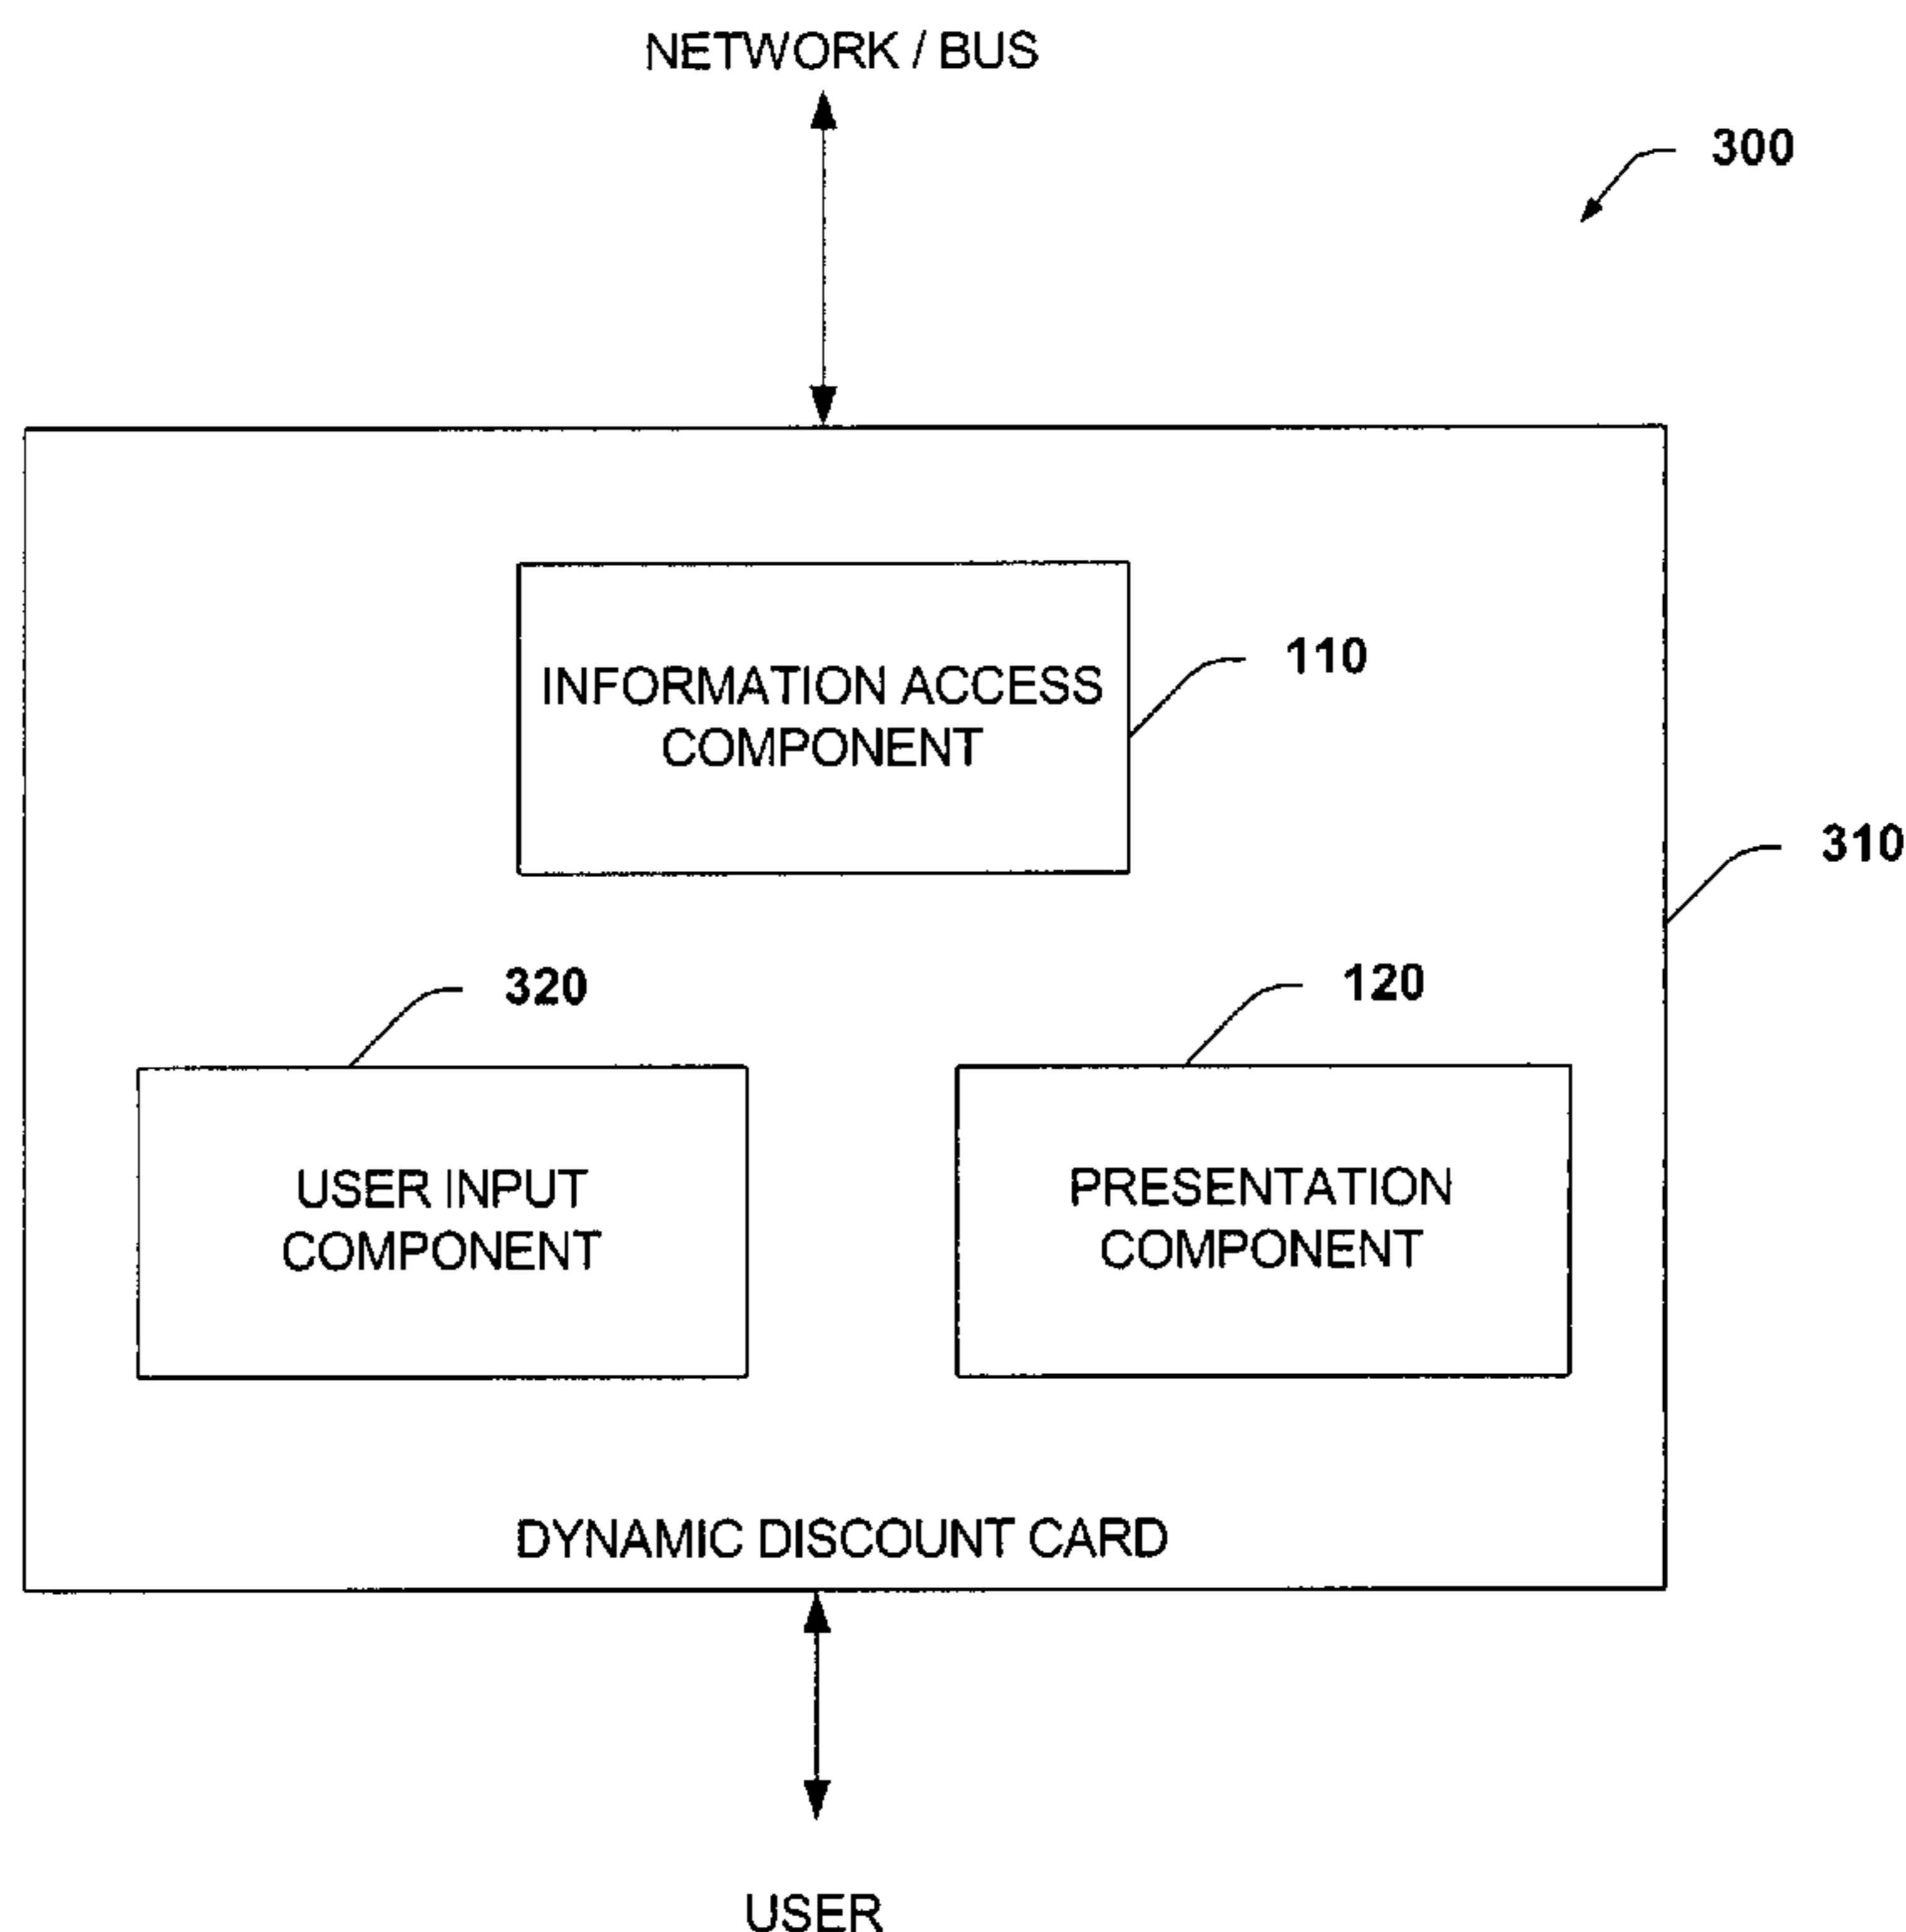 NETWORK / BUS
300
INFORMATION ACCESS
COMPONENT
110
310
320
120
USER INPUT
COMPONENT
PRESENTATION
COMPONENT
DYNAMIC DISCOUNT CARD
USER